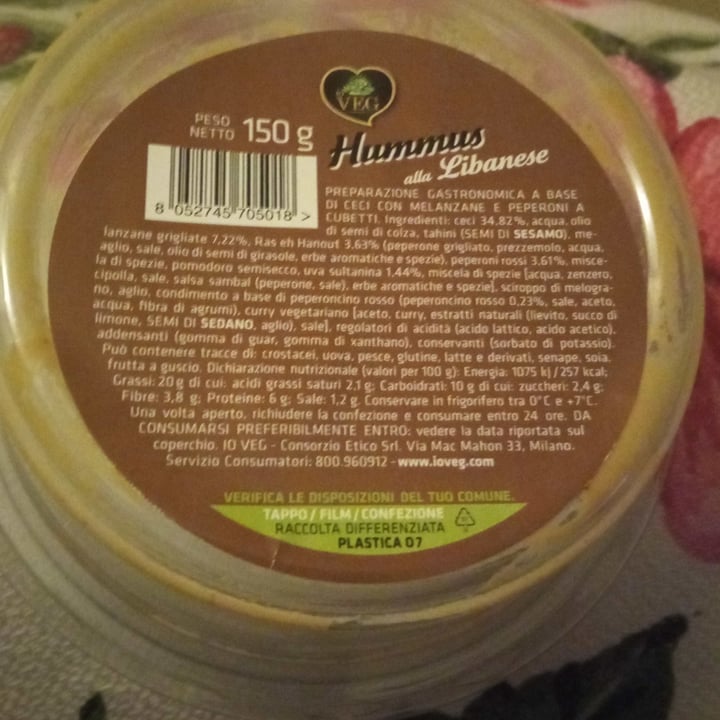 VEG
PESO
NETTO 150 g
Hummus
alla Libanese
8 052745 705018 >
PREPARAZIONE GASTRONOMICA A BASE
DI CECI CON MELANZANE E PEPERONI A
CUBETTI. Ingredienti: ceci 34,82%, acqua, olio
di semi di colza, tahini (SEMI DI SESAMO), me-
lanzane grigliate 7,22%, Ras eh Hanout 3,63% (peperone grigliato, prezzemolo, acqua,
aglio, sale, olio di semi di girasole, erbe aromatiche e spezie), peperoni rossi 3,61%, misce-
la di spezie, pomodoro semisecco, uva sultanina 1,44%, miscela di spezie [acqua, zenzero,
cipolla, sale, salsa sambal (peperone, sale), erbe aromatiche e spezie], sciroppo di melogra-
no, aglio, condimento a base di peperoncino rosso (peperoncino rosso 0,23%, sale, aceto,
acqua, fibra di agrumi), curry vegetariano [aceto, curry, estratti naturali (lievito, succo di
limone, SEMI DI SEDANO, aglio), sale], regolatori di acidità (acido lattico, acido acetico),
addensanti (gomma di guar, gomma di xanthano), conservanti (sorbato di potassio).
Può contenere tracce di: crostacei, uova, pesce, glutine, latte e derivati, senape, soia,
frutta a guscio. Dichiarazione nutrizionale (valori per 100 g): Energia: 1075 kj / 257 kcal;
Grassi: 20 g di cui: acidi grassi saturi 2,1 g; Carboidrati: 10 g di cui: zuccheri: 2,4 g;
Fibre: 3,8 g; Proteine: 6 g; Sale: 1,2 g. Conservare in frigorifero tra 0°C e +7°C.
Una volta aperto, richiudere la confezione e consumare entro 24 ore. DA
CONSUMARSI PREFERIBILMENTE ENTRO: vedere la data riportata sul
coperchio. IO VEG - Consorzio Etico Srl. Via Mac Mahon 33, Milano.
Servizio Consumatori: 800.960912 - www.ioveg.com
VERIFICA LE DISPOSIZIONI DEL TUO COMUNE.
TAPPO / FILM / CONFEZIONE
RACCOLTA DIFFERENZIATA
PLASTICA 07